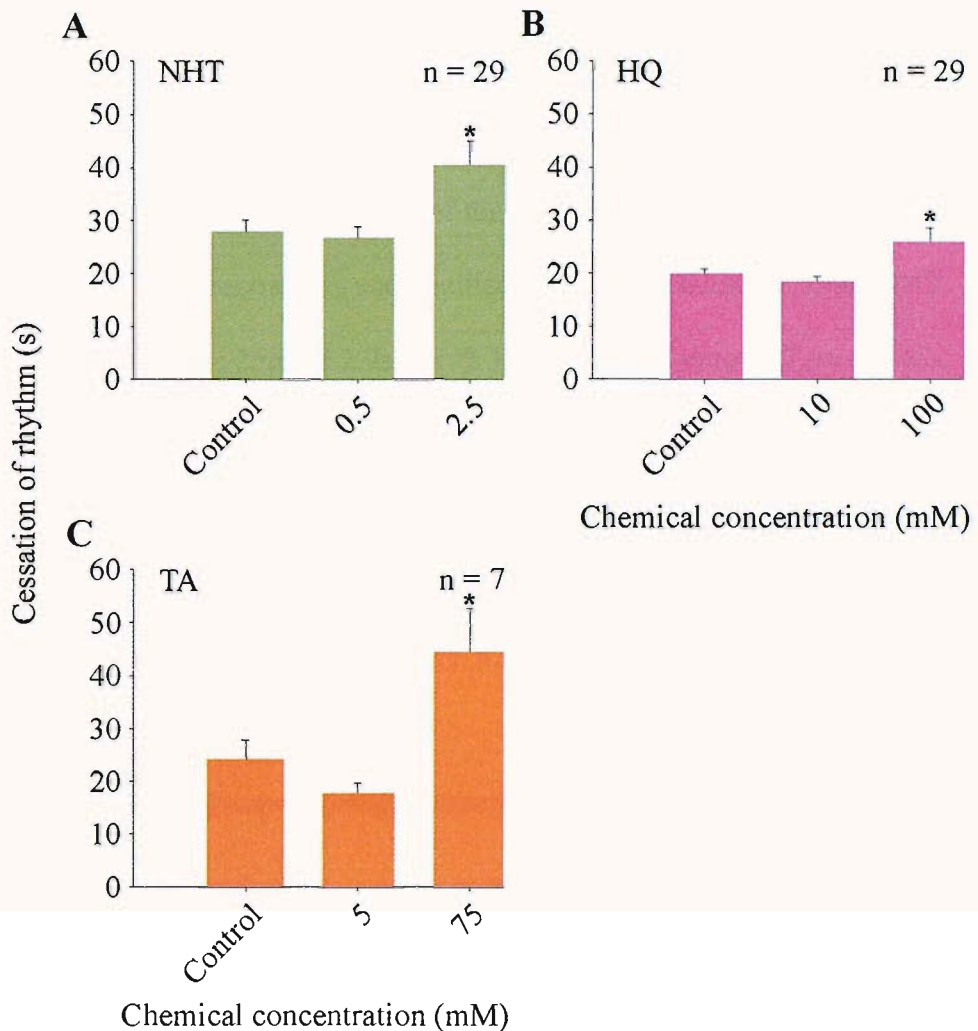 A
NHT n = 29
60
50
40
30
20
10
0
*
Control 0.5 2.5
B
HQ n = 29
60
50
40
30
20
10
0
*
Control 10 100
Chemical concentration (mM)
Cessation of rhythm (s)
C
TA n = 7
60
50
40
30
20
10
0
*
Control 5 75
Chemical concentration (mM)